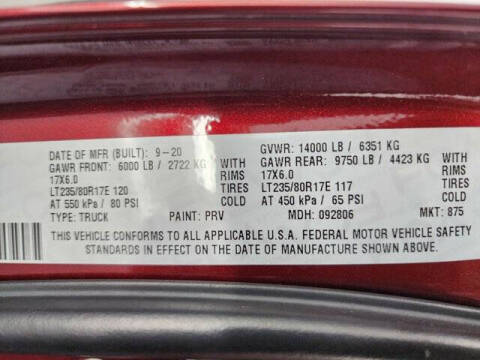 DATE OF MFR (BUILT): 9-20 GVWR: 14000 LB / 6351 KG
GAWR FRONT: 6000 LB / 2722 KG WITH GAWR REAR: 9750 LB / 4423 KG WITH
17X6.0 RIMS 17X6.0 RIMS
LT235/80R17E 120 TIRES LT235/80R17E 117 TIRES
AT 550 kPa / 80 PSI COLD AT 450 kPa / 65 PSI COLD
TYPE: TRUCK PAINT: PRV MDH: 092806 MKT: 875
THIS VEHICLE CONFORMS TO ALL APPLICABLE U.S.A. FEDERAL MOTOR VEHICLE SAFETY
STANDARDS IN EFFECT ON THE DATE OF MANUFACTURE SHOWN ABOVE.